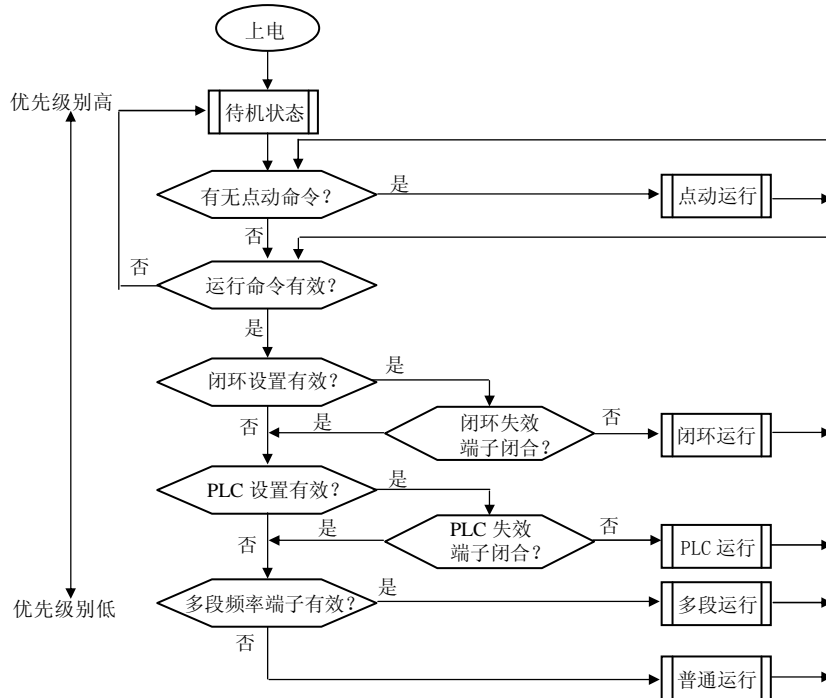 上电
优先级别高
待机状态
有无点动命令？
是
点动运行
否
否
运行命令有效？
是
闭环设置有效？
是
否
是
闭环失效
端子闭合？
否
闭环运行
PLC 设置有效？
是
否
是
PLC 失效
端子闭合？
否
PLC 运行
优先级别低
多段频率端子有效？
是
多段运行
否
普通运行